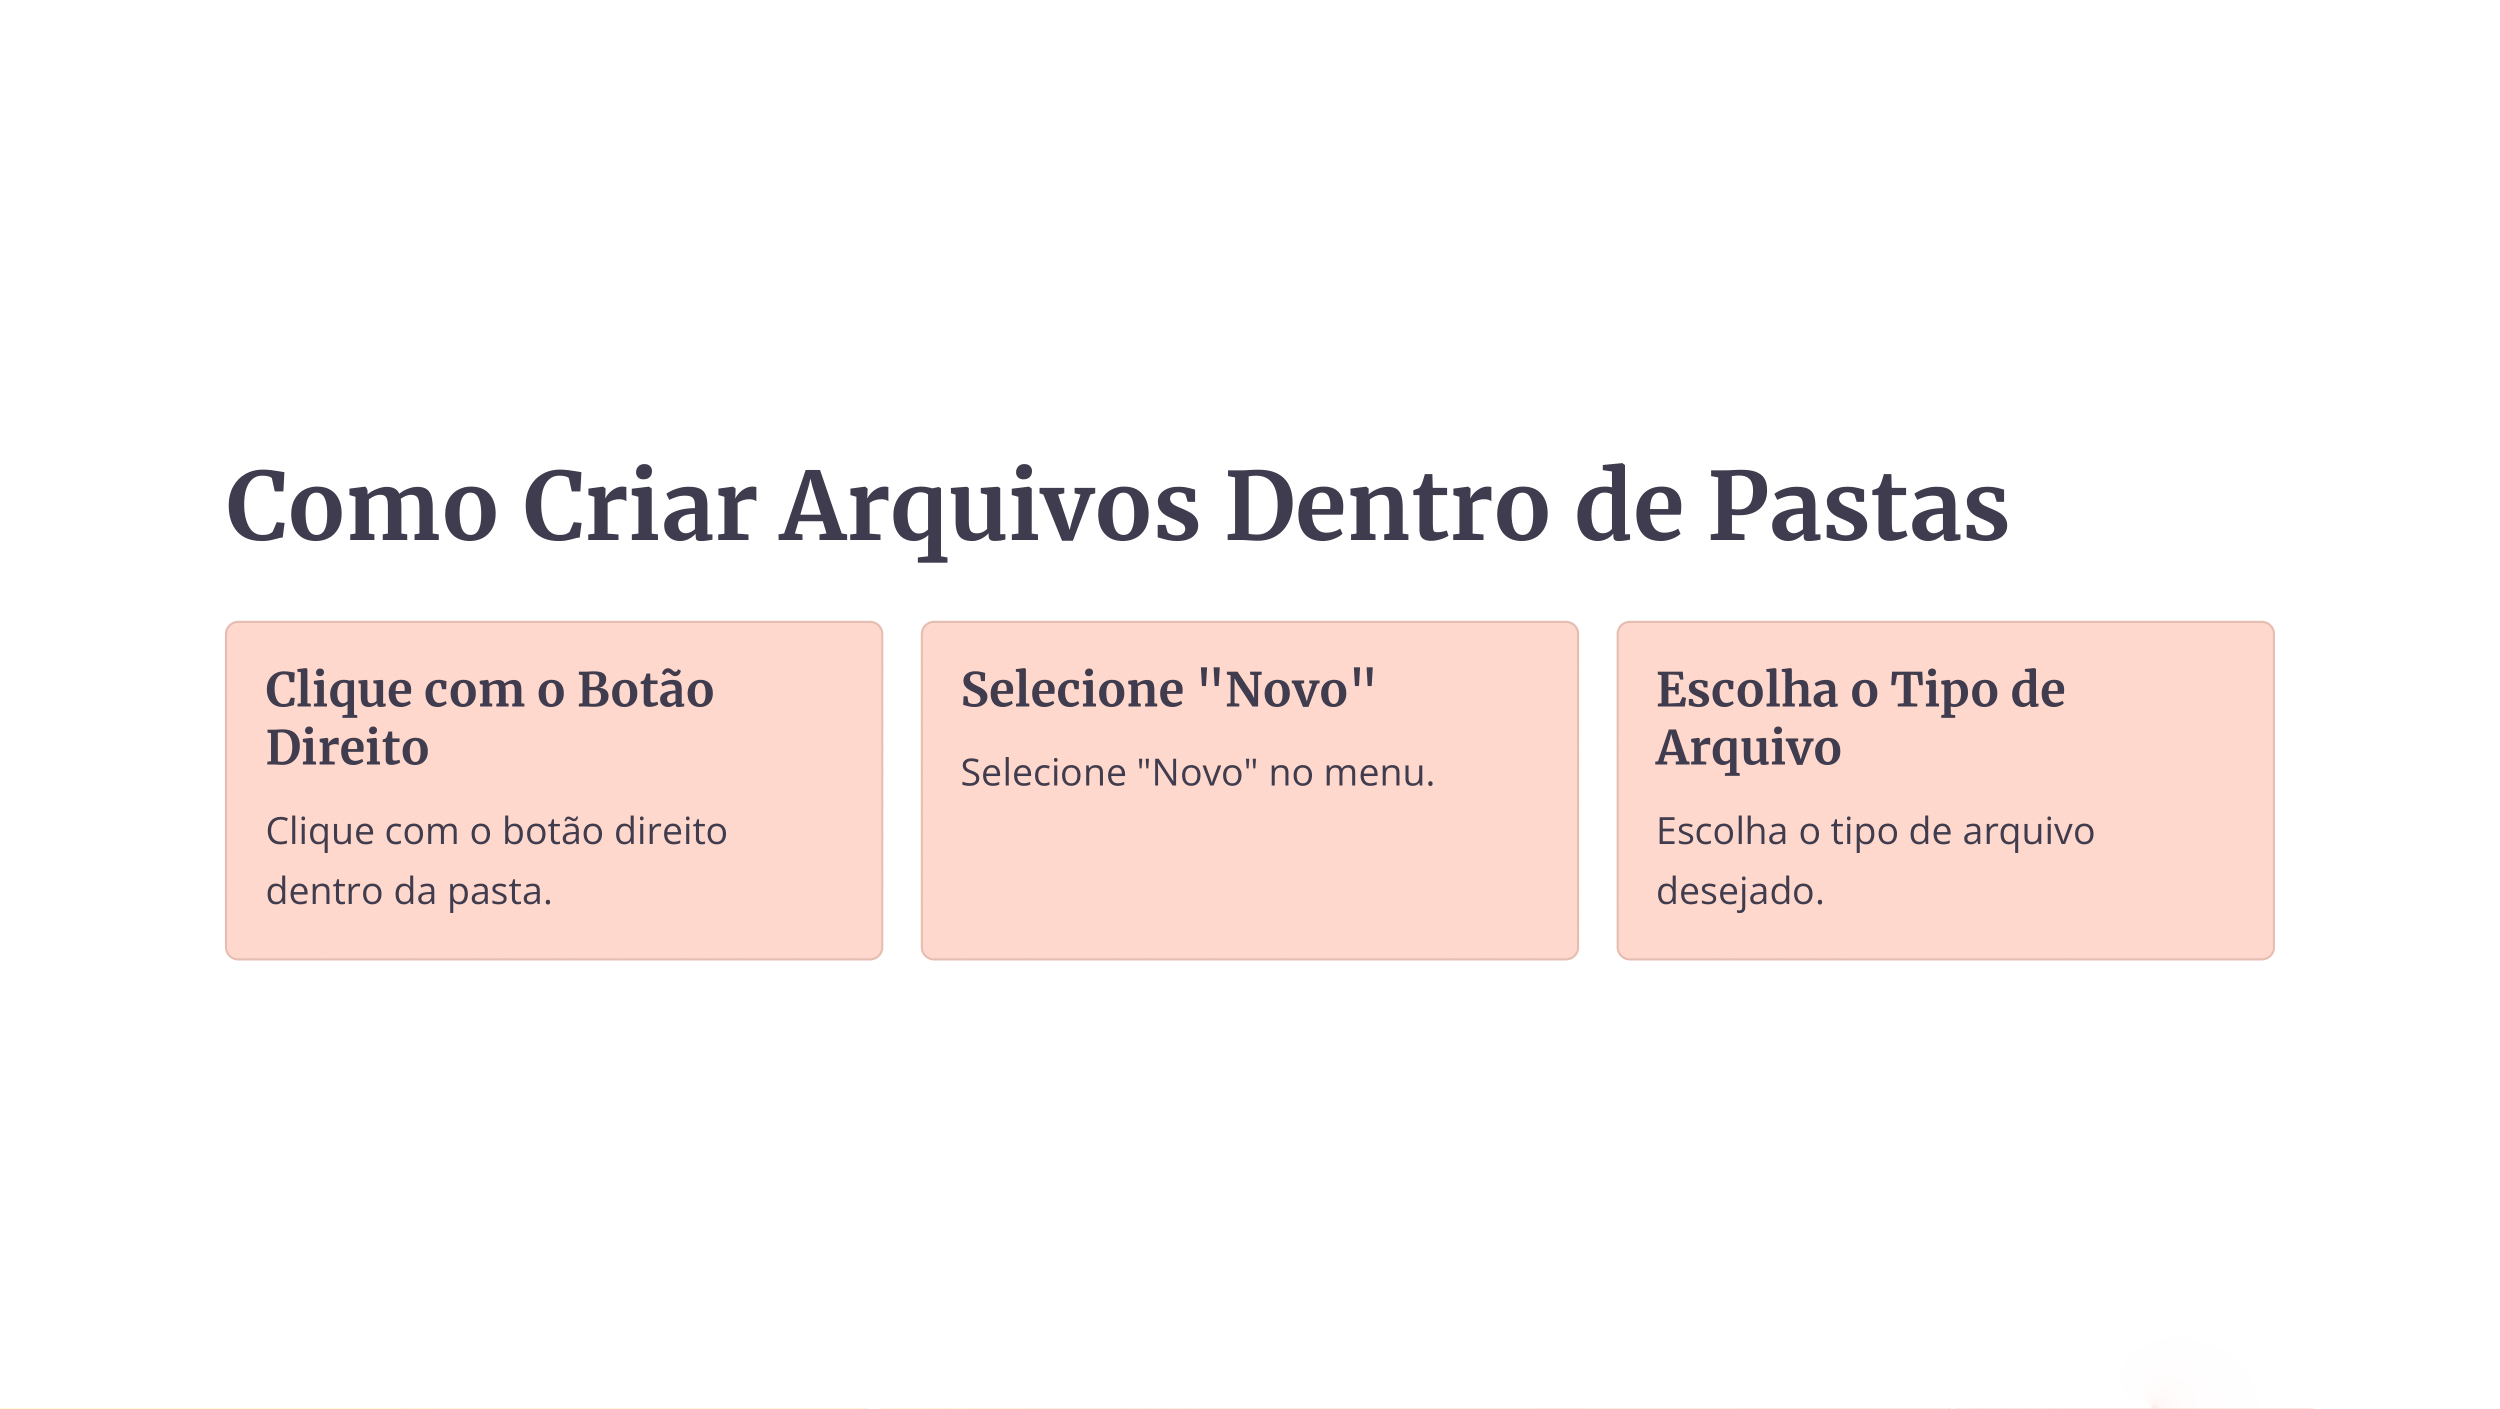 Como Criar Arquivos Dentro de Pastas
Clique com o Botão
Direito
Clique com o botão direito
dentro da pasta.
Selecione "Novo"
Selecione "Novo" no menu.
Escolha o Tipo de
Arquivo
Escolha o tipo de arquivo
desejado.